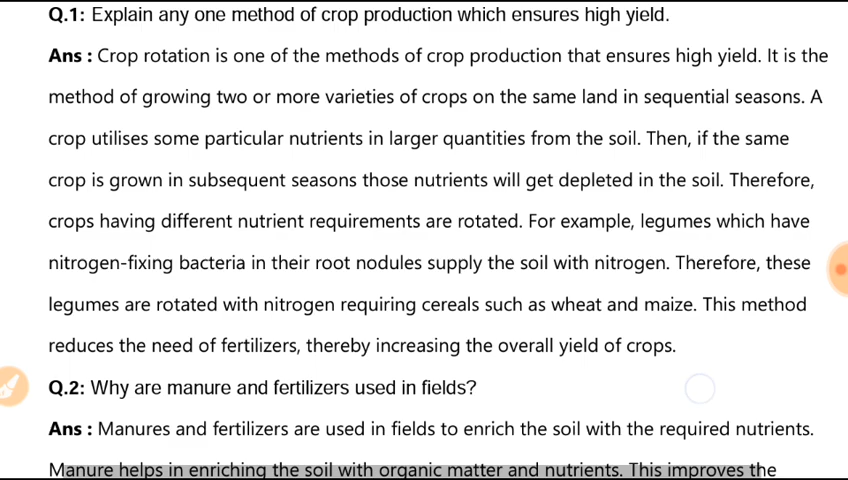 Q.1: Explain any one method of crop production which ensures high yield.
Ans : Crop rotation is one of the methods of crop production that ensures high yield. It is the
method of growing two or more varieties of crops on the same land in sequential seasons. A
crop utilises some particular nutrients in larger quantities from the soil. Then, if the same
crop is grown in subsequent seasons those nutrients will get depleted in the soil. Therefore,
crops having different nutrient requirements are rotated. For example, legumes which have
nitrogen-fixing bacteria in their root nodules supply the soil with nitrogen. Therefore, these
legumes are rotated with nitrogen requiring cereals such as wheat and maize. This method
reduces the need of fertilizers, thereby increasing the overall yield of crops.
Q.2: Why are manure and fertilizers used in fields?
Ans : Manures and fertilizers are used in fields to enrich the soil with the required nutrients.
Manure helps in enriching the soil with organic matter and nutrients. This improves the